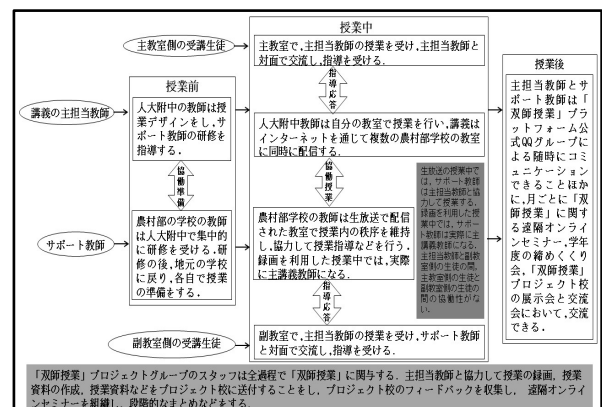 授業中
主教室側の受講生徒
主教室で,主担当教師の授業を受け,主担当教師と
対面で交流し,指導を受ける.
指導応答
授業前
講義の主担当教師
人大附中の教師は授
業デザインをし,サ
ポート教師の研修を
指導する.
人大附中教師は自分の教室で授業を行い,講義は
インターネットを通じて複数の農村部学校の教室
に同時に配信する.
協働準備
協働授業
サポート教師
農村部の学校の教師
は人大附中で集中的
に研修を受ける.研
修の後,地元の学校
に戻り,各自で授業
の準備をする.
農村部学校の教師は生放送で配信
された教室で授業内の秩序を維持
し,協力して授業指導などを行う.
録画を利用した授業中では,実際
に主講義教師になる.
生放送の授業中で
は,サポート教師
は主担当教師と協
力して授業する.
録画を利用した授
業中では,サポー
ト教師は実際に主
講義教師になる.
主担当教師と副教
室側の生徒の間,
主教室側の生徒と
副教室側の生徒の
間の協働性がな
い.
指導応答
副教室側の受講生徒
副教室で,主担当教師の授業を受け,サポート教師
と対面で交流し,指導を受ける.
授業後
主担当教師とサ
ポート教師は「
双師授業」プラ
ットフォーム公
式QQグループに
よる随時にコミ
ュニケーション
できることほか
に,月ごとに「双
師授業」に関す
る遠隔オンライ
ンセミナー,学年
度の締めくくり
会,「双師授業」
プロジェクト校
の展示会と交流
会において,交流
できる.
「双師授業」プロジェクトグループのスタッフは全過程で「双師授業」に関与する.主担当教師と協力して授業の録画,授業
資料の作成,授業資料などをプロジェクト校に送付することをし,プロジェクト校のフィードバックを収集し,遠隔オンライ
ンセミナーを組織し,段階的なまとめなどをする.